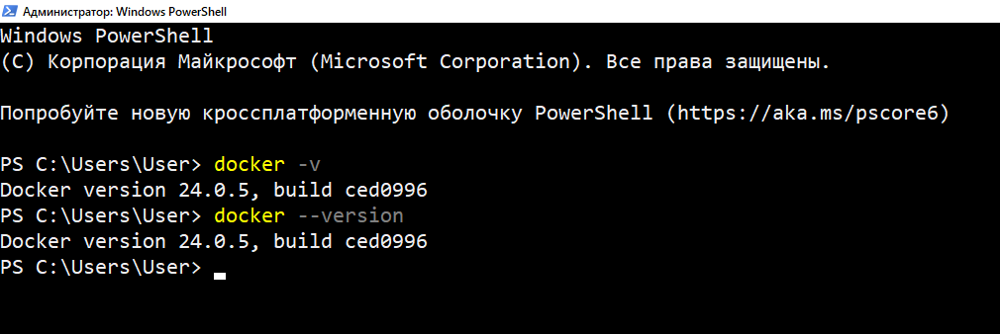 Администратор: Windows PowerShell
Windows PowerShell
(C) Корпорация Майкрософт (Microsoft Corporation). Все права защищены.
Попробуйте новую кроссплатформенную оболочку PowerShell (https://aka.ms/pscore6)
PS C:\Users\User> docker -v
Docker version 24.0.5, build ced0996
PS C:\Users\User> docker --version
Docker version 24.0.5, build ced0996
PS C:\Users\User>